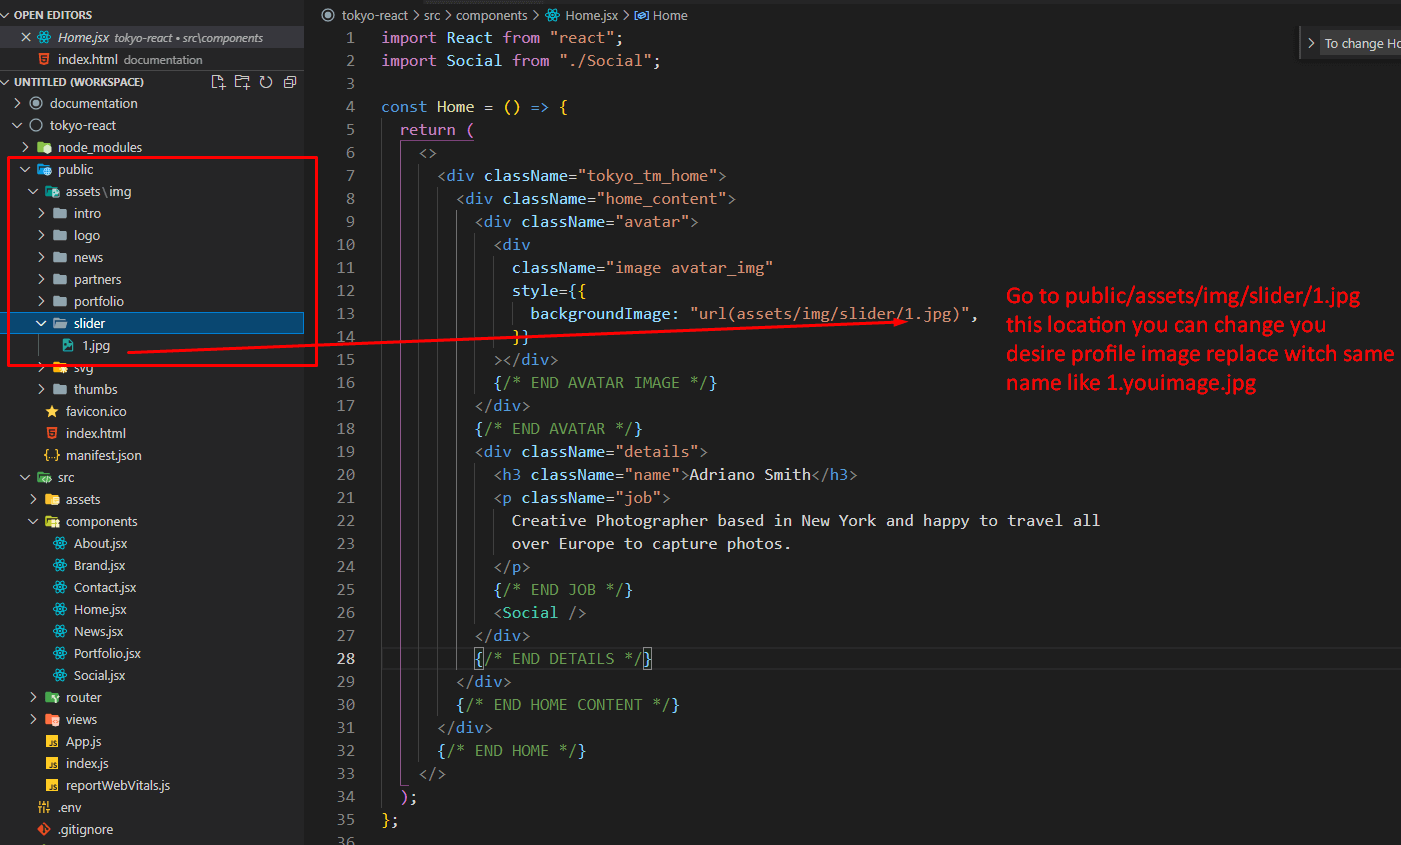 OPEN EDITORS
Home.jsx tokyo-react • src\components
index.html documentation
UNTITLED (WORKSPACE)
documentation
tokyo-react
node_modules
public
assets\img
intro
logo
news
partners
portfolio
slider
1.jpg
svg
thumbs
favicon.ico
index.html
manifest.json
src
assets
components
About.jsx
Brand.jsx
Contact.jsx
Home.jsx
News.jsx
Portfolio.jsx
Social.jsx
router
views
App.js
index.js
reportWebVitals.js
.env
.gitignore
tokyo-react > src > components > Home.jsx > Home
1 import React from "react";
2 import Social from "./Social";
3
4 const Home = () => {
5 return (
6 <>
7 <div className="tokyo_tm_home">
8 <div className="home_content">
9 <div className="avatar">
10 <div
11 className="image avatar_img"
12 style={{
13 backgroundImage: "url(assets/img/slider/1.jpg)",
14 }}
15 ></div>
16 {/* END AVATAR IMAGE */}
17 </div>
18 {/* END AVATAR */}
19 <div className="details">
20 <h3 className="name">Adriano Smith</h3>
21 <p className="job">
22 Creative Photographer based in New York and happy to travel all
23 over Europe to capture photos.
24 </p>
25 {/* END JOB */}
26 <Social />
27 </div>
28 {/* END DETAILS */}
29 </div>
30 {/* END HOME CONTENT */}
31 </div>
32 {/* END HOME */}
33 </>
34 );
35 };
36
To change Ho
Go to public/assets/img/slider/1.jpg
this location you can change you
desire profile image replace witch same
name like 1.youimage.jpg